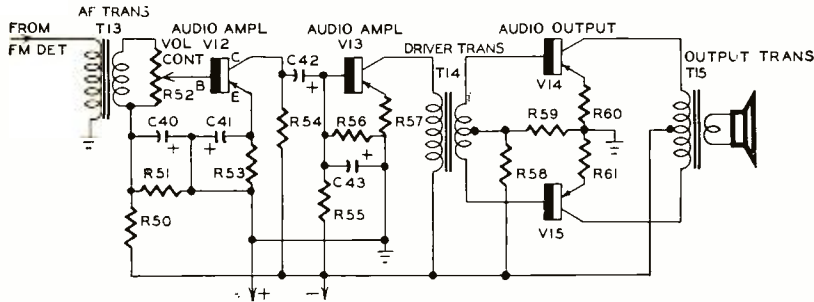 AF TRANS
AUDIO AMPL
AUDIO AMPL
AUDIO OUTPUT
FROM
FM DET
T13
VOL
CONT
V12
C
C42
V13
DRIVER TRANS
T14
V14
OUTPUT TRANS
T15
R52
B
E
+
C40
C41
R54
R56
R57
R59
R60
+
+
+
R51
R53
C43
R58
R61
R50
R55
V15
+
−